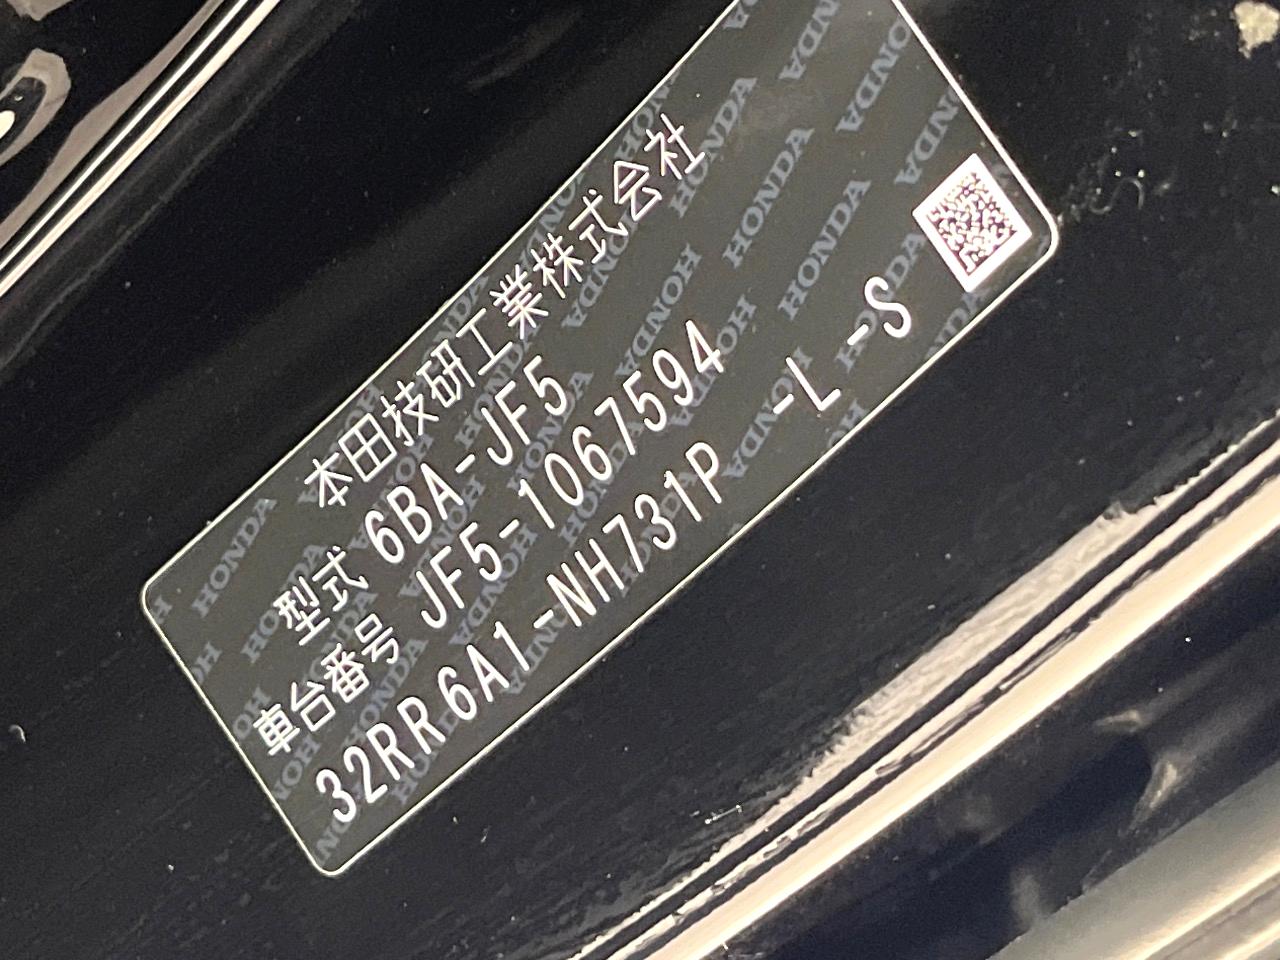 本田技研工業株式会社
型式 6BA-JF5
車台番号 JF5-1067594
32RR6A1-NH731P -L -S